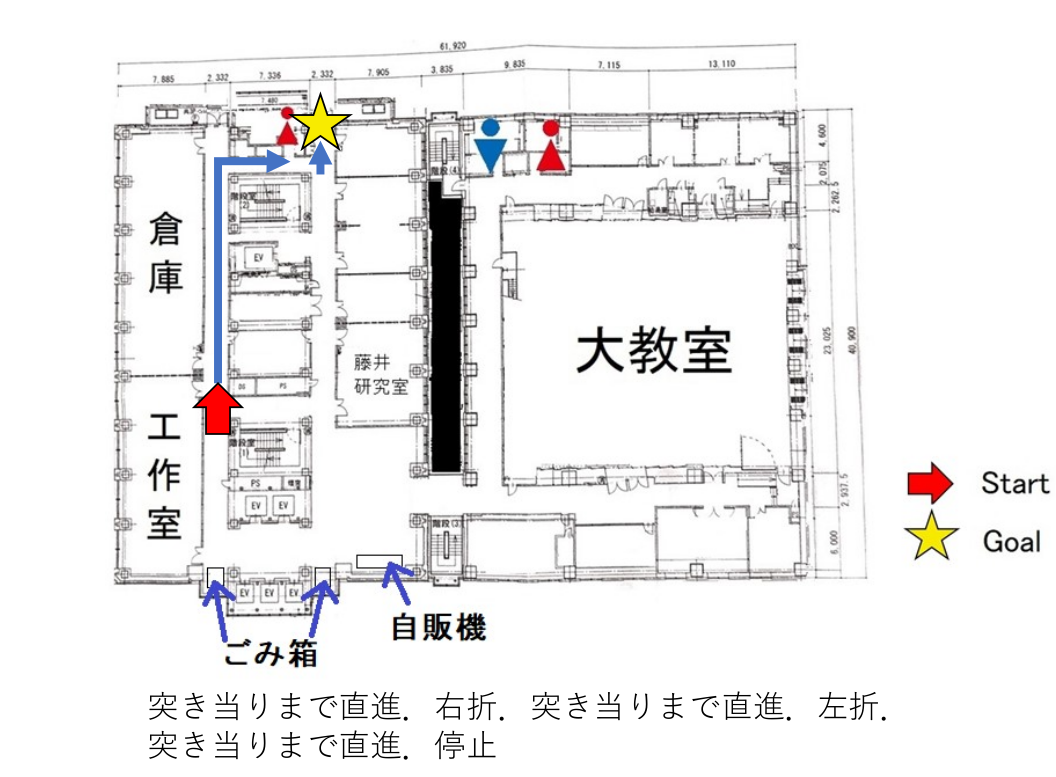 61,920
7,885 2,332 7,336 2,332 7,905 3,835 9,835 7,115 13,110
7,480
4,600
階段(4)
2,075
階段室
(2)
2,262.5
倉庫
EV
大教室
23,025
40,900
藤井
研究室
DS PS
工作室
階段室
(1)
PS
EV EV
2,937.5
Start
階段(3)
6,000
Goal
EV EV EV
自販機
ごみ箱
突き当りまで直進．右折．突き当りまで直進．左折．
突き当りまで直進．停止